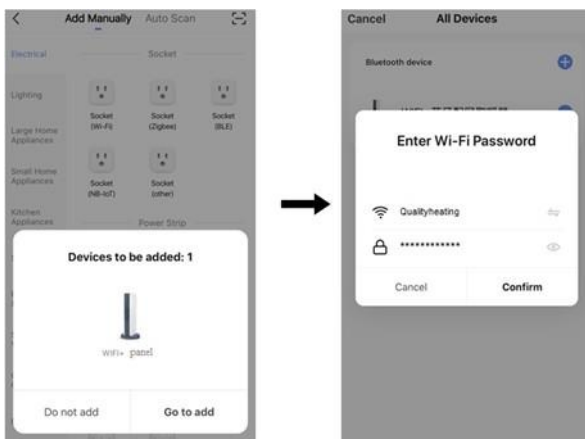 Add Manually Auto Scan
Electrical
Socket
Lighting
Socket
(Wi-Fi)
Socket
(Zigbee)
Socket
(BLE)
Large Home
Appliances
Small Home
Appliances
Socket
(NB-IoT)
Socket
(other)
Kitchen
Appliances
Power Strip
Devices to be added: 1
WIFI+ panel
Do not add
Go to add
Cancel
All Devices
Bluetooth device
Enter Wi-Fi Password
Qualityheating
************
Cancel
Confirm